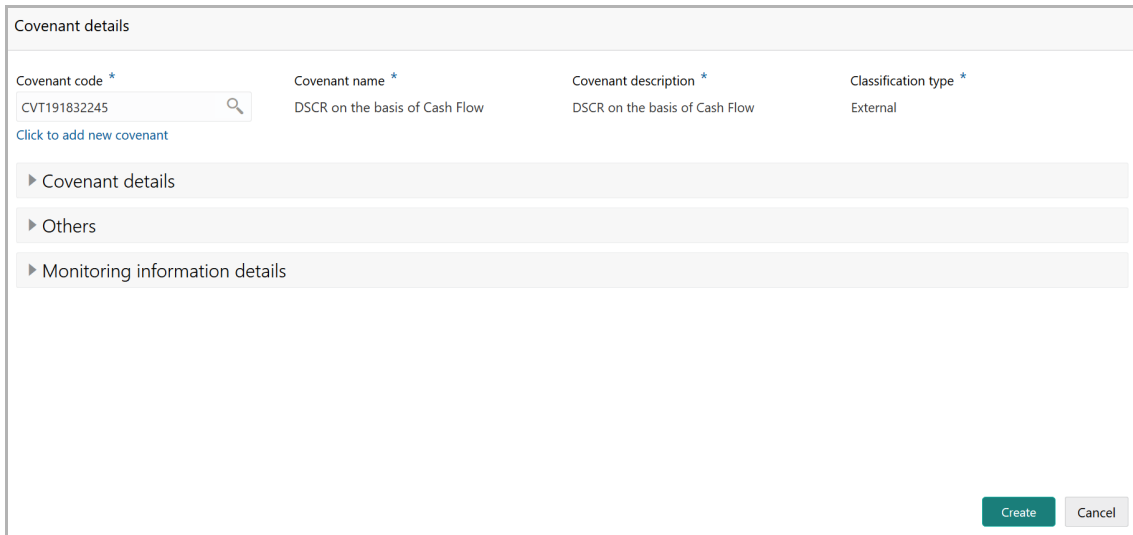 Covenant details
Covenant code * Covenant name * Covenant description * Classification type *
CVT191832245 DSCR on the basis of Cash Flow DSCR on the basis of Cash Flow External
Click to add new covenant
Covenant details
Others
Monitoring information details
Create Cancel